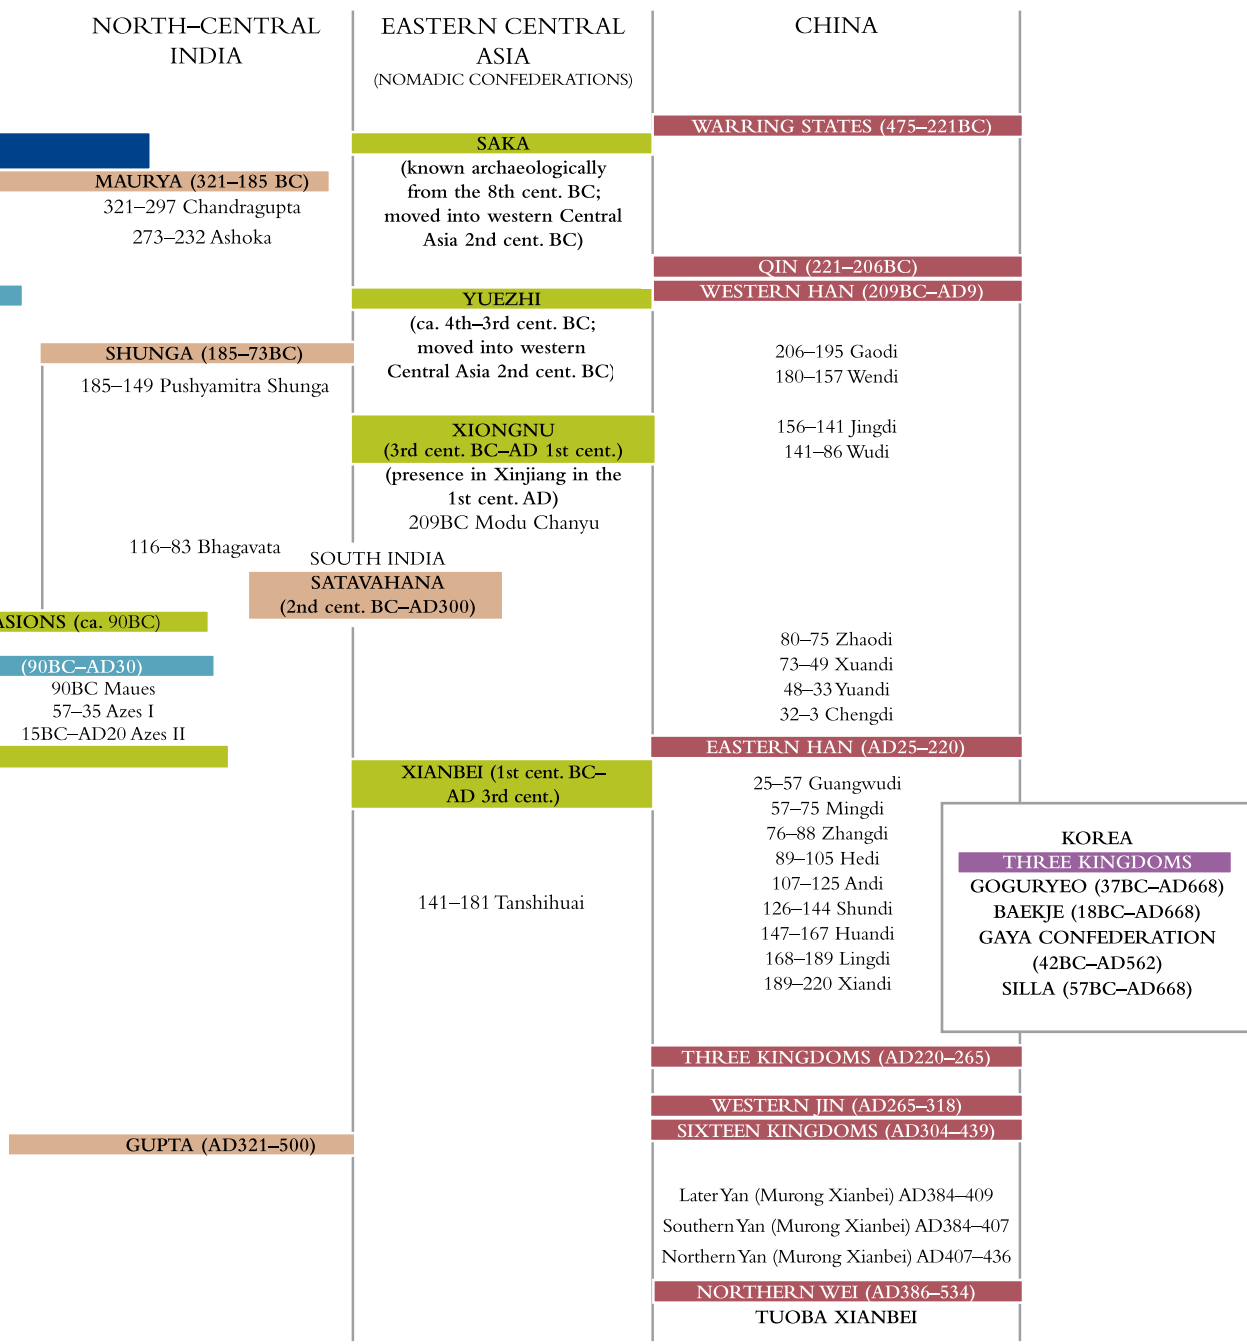 NORTH–CENTRAL
INDIA
MAURYA (321–185 BC)
321–297 Chandragupta
273–232 Ashoka
SHUNGA (185–73BC)
185–149 Pushyamitra Shunga
116–83 Bhagavata
SOUTH INDIA
SATAVAHANA
(2nd cent. BC–AD300)
ASIONS (ca. 90BC)
(90BC–AD30)
90BC Maues
57–35 Azes I
15BC–AD20 Azes II
GUPTA (AD321–500)
EASTERN CENTRAL
ASIA
(NOMADIC CONFEDERATIONS)
SAKA
(known archaeologically
from the 8th cent. BC;
moved into western Central
Asia 2nd cent. BC)
YUEZHI
(ca. 4th–3rd cent. BC;
moved into western
Central Asia 2nd cent. BC)
XIONGNU
(3rd cent. BC–AD 1st cent.)
(presence in Xinjiang in the
1st cent. AD)
209BC Modu Chanyu
XIANBEI (1st cent. BC–
AD 3rd cent.)
141–181 Tanshihuai
CHINA
WARRING STATES (475–221BC)
QIN (221–206BC)
WESTERN HAN (209BC–AD9)
206–195 Gaodi
180–157 Wendi
156–141 Jingdi
141–86 Wudi
80–75 Zhaodi
73–49 Xuandi
48–33 Yuandi
32–3 Chengdi
EASTERN HAN (AD25–220)
25–57 Guangwudi
57–75 Mingdi
76–88 Zhangdi
89–105 Hedi
107–125 Andi
126–144 Shundi
147–167 Huandi
168–189 Lingdi
189–220 Xiandi
THREE KINGDOMS (AD220–265)
WESTERN JIN (AD265–318)
SIXTEEN KINGDOMS (AD304–439)
Later Yan (Murong Xianbei) AD384–409
Southern Yan (Murong Xianbei) AD384–407
Northern Yan (Murong Xianbei) AD407–436
NORTHERN WEI (AD386–534)
TUOBA XIANBEI
KOREA
THREE KINGDOMS
GOGURYEO (37BC–AD668)
BAEKJE (18BC–AD668)
GAYA CONFEDERATION
(42BC–AD562)
SILLA (57BC–AD668)